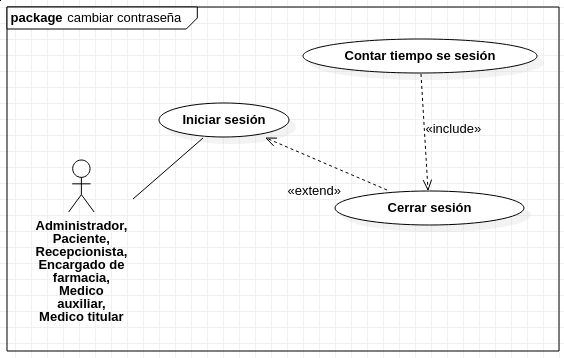 package cambiar contraseña
Contar tiempo se sesión
Iniciar sesión
«include»
«extend»
Cerrar sesión
Administrador,
Paciente,
Recepcionista,
Encargado de
farmacia,
Medico
auxiliar,
Medico titular